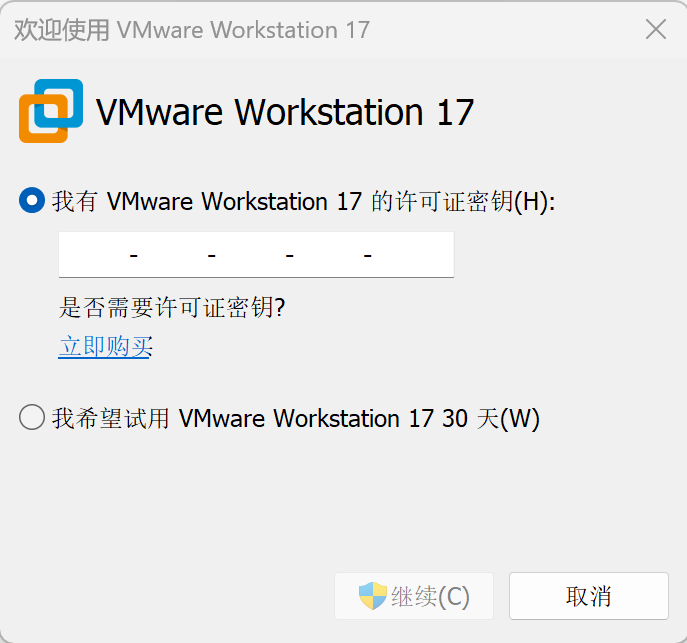 欢迎使用 VMware Workstation 17
VMware Workstation 17
我有 VMware Workstation 17 的许可证密钥(H):
- - - -
是否需要许可证密钥?
立即购买
我希望试用 VMware Workstation 17 30 天(W)
继续(C)
取消